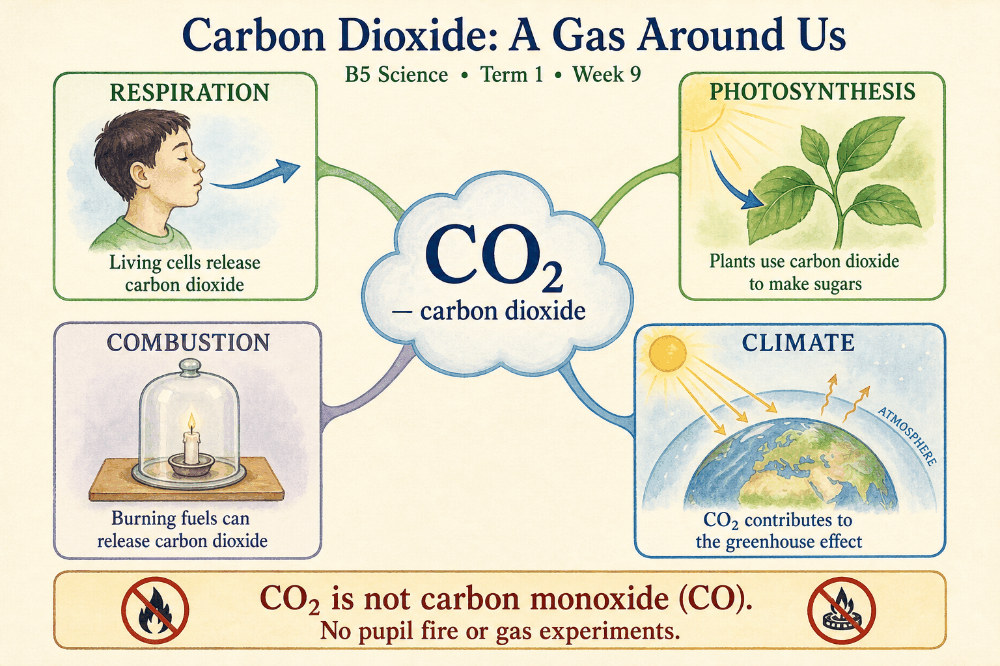 Carbon Dioxide: A Gas Around Us
B5 Science • Term 1 • Week 9
RESPIRATION
Living cells release
carbon dioxide
PHOTOSYNTHESIS
Plants use carbon dioxide
to make sugars
CO₂
— carbon dioxide
COMBUSTION
Burning fuels can
release carbon dioxide
CLIMATE
ATMOSPHERE
CO₂ contributes to
the greenhouse effect
CO₂ is not carbon monoxide (CO).
No pupil fire or gas experiments.